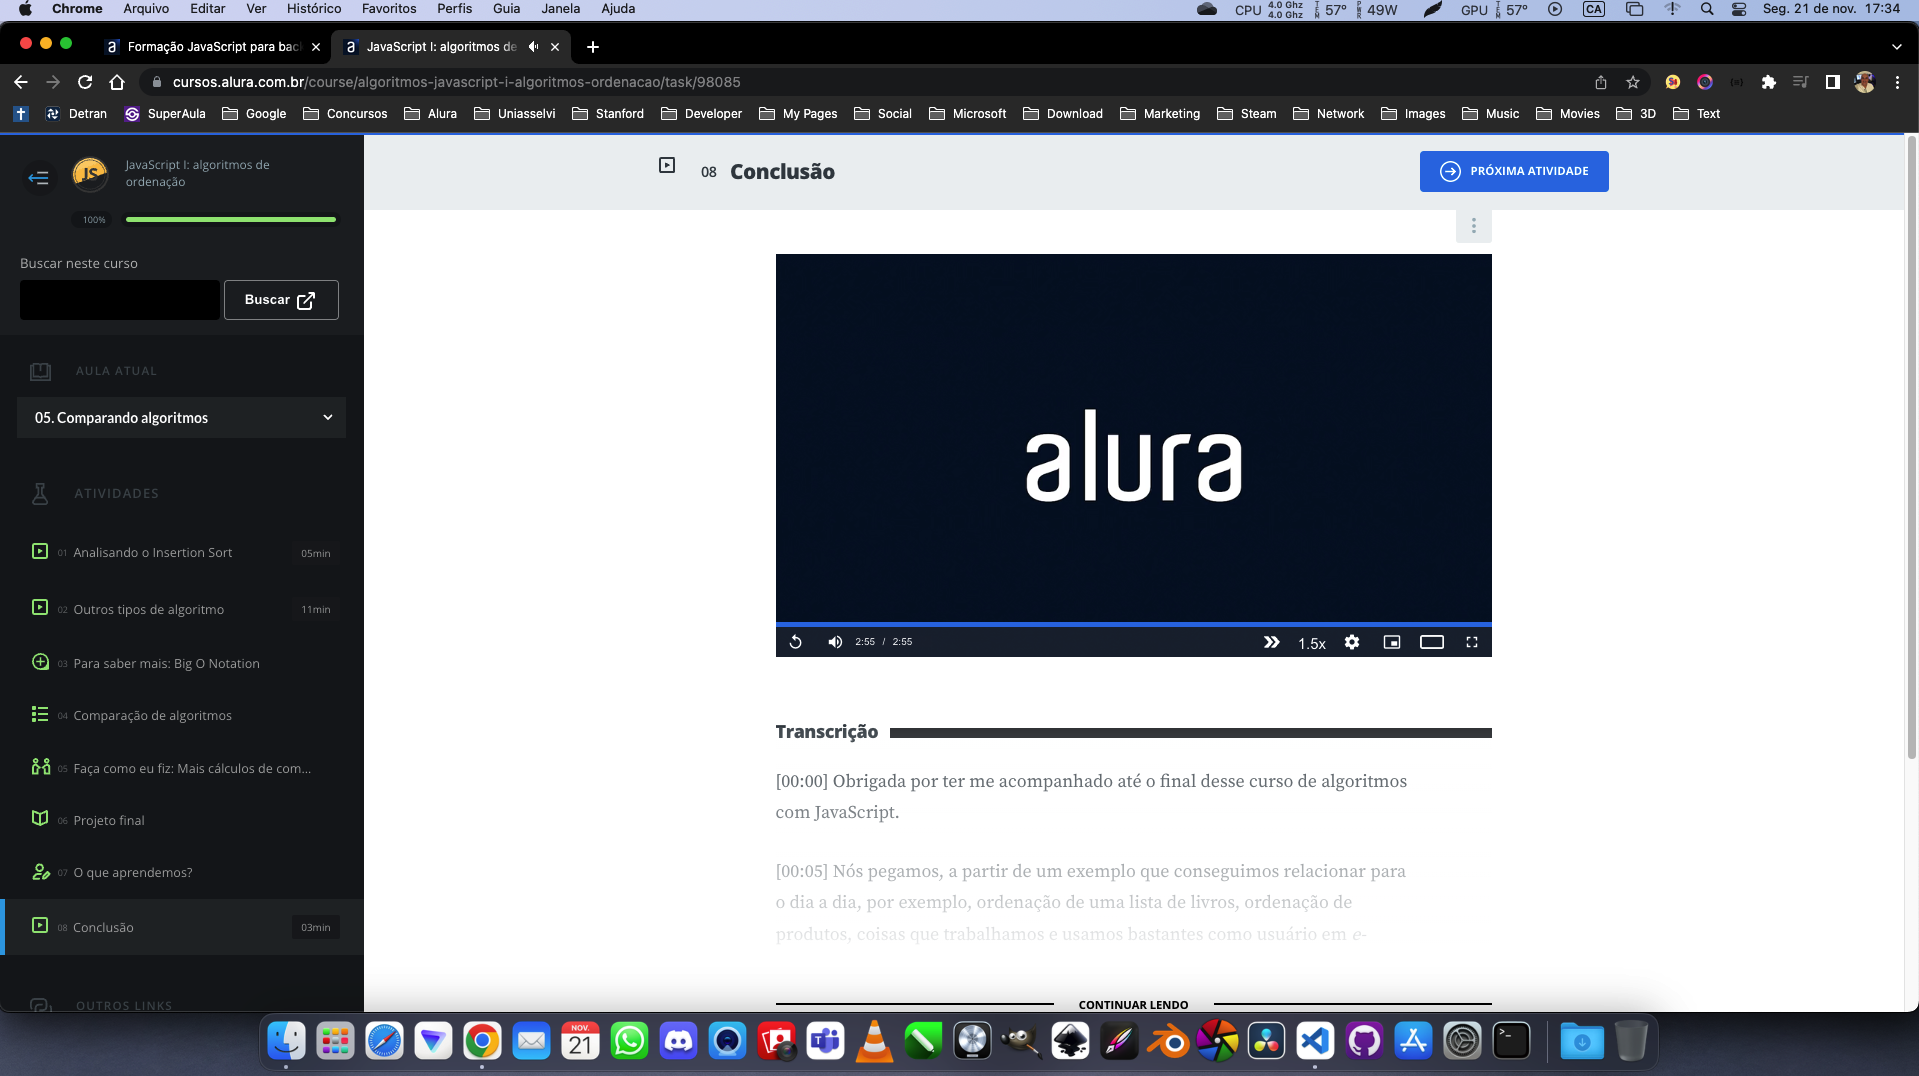 Chrome Arquivo Editar Ver Histórico Favoritos Perfis Guia Janela Ajuda
CPU 4.0 Ghz 4.0 Ghz 57° 49W GPU 57° CA Seg. 21 de nov. 17:34
Formação JavaScript para bac
JavaScript I: algoritmos de
cursos.alura.com.br/course/algoritmos-javascript-i-algoritmos-ordenacao/task/98085
Detran SuperAula Google Concursos Alura Uniasselvi Stanford Developer My Pages Social Microsoft Download Marketing Steam Network Images Music Movies 3D Text
JS
JavaScript I: algoritmos de
ordenação
100%
Buscar neste curso
Buscar
AULA ATUAL
05. Comparando algoritmos
ATIVIDADES
01 Analisando o Insertion Sort 05min
02 Outros tipos de algoritmo 11min
03 Para saber mais: Big O Notation
04 Comparação de algoritmos
05 Faça como eu fiz: Mais cálculos de com...
06 Projeto final
07 O que aprendemos?
08 Conclusão 03min
OUTROS LINKS
08 Conclusão
PRÓXIMA ATIVIDADE
alura
2:55 / 2:55
1.5x
Transcrição
[00:00] Obrigada por ter me acompanhado até o final desse curso de algoritmos
com JavaScript.
[00:05] Nós pegamos, a partir de um exemplo que conseguimos relacionar para
o dia a dia, por exemplo, ordenação de uma lista de livros, ordenação de
produtos, coisas que trabalhamos e usamos bastantes como usuário em e-
CONTINUAR LENDO
NOV.
21